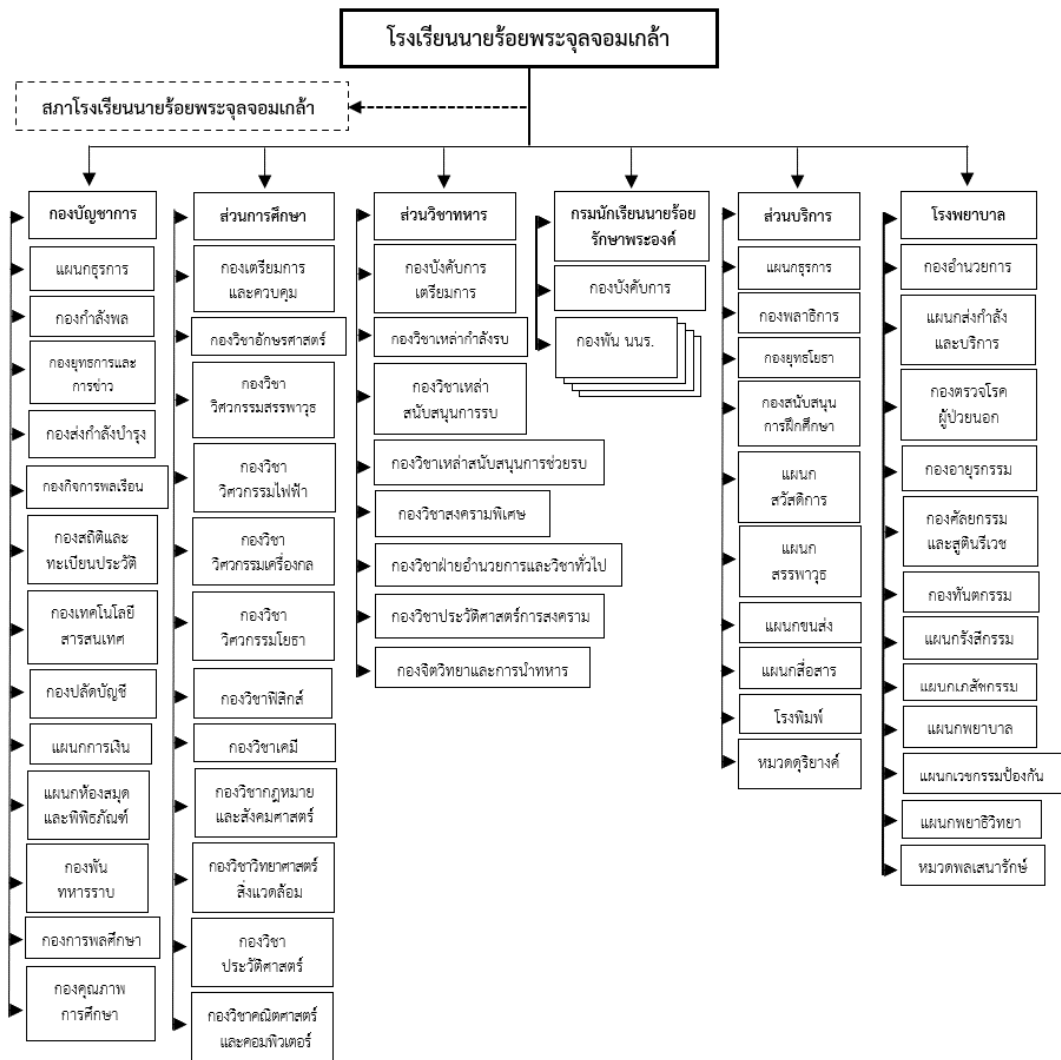 โรงเรียนนายร้อยพระจุลจอมเกล้า
สภาโรงเรียนนายร้อยพระจุลจอมเกล้า
กองบัญชาการ
แผนกธุรการ
กองกำลังพล
กองยุทธการและ
การข่าว
กองส่งกำลังบำรุง
กองกิจการพลเรือน
กองสถิติและ
ทะเบียนประวัติ
กองเทคโนโลยี
สารสนเทศ
กองปลัดบัญชี
แผนกการเงิน
แผนกห้องสมุด
และพิพิธภัณฑ์
กองพัน
ทหารราบ
กองการพลศึกษา
กองคุณภาพ
การศึกษา
ส่วนการศึกษา
กองเตรียมการ
และควบคุม
กองวิชาอักษรศาสตร์
กองวิชา
วิศวกรรมสรรพาวุธ
กองวิชา
วิศวกรรมไฟฟ้า
กองวิชา
วิศวกรรมเครื่องกล
กองวิชา
วิศวกรรมโยธา
กองวิชาฟิสิกส์
กองวิชาเคมี
กองวิชากฎหมาย
และสังคมศาสตร์
กองวิชาวิทยาศาสตร์
สิ่งแวดล้อม
กองวิชา
ประวัติศาสตร์
กองวิชาคณิตศาสตร์
และคอมพิวเตอร์
ส่วนวิชาทหาร
กองบังคับการ
เตรียมการ
กองวิชาเหล่ากำลังรบ
กองวิชาเหล่า
สนับสนุนการรบ
กองวิชาเหล่าสนับสนุนการช่วยรบ
กองวิชาสงครามพิเศษ
กองวิชาฝ่ายอำนวยการและวิชาทั่วไป
กองวิชาประวัติศาสตร์การสงคราม
กองจิตวิทยาและการนำทหาร
กรมนักเรียนนายร้อย
รักษาพระองค์
กองบังคับการ
กองพัน นนร.
ส่วนบริการ
แผนกธุรการ
กองพลาธิการ
กองยุทธโยธา
กองสนับสนุน
การฝึกศึกษา
แผนก
สวัสดิการ
แผนก
สรรพาวุธ
แผนกขนส่ง
แผนกสื่อสาร
โรงพิมพ์
หมวดดุริยางค์
โรงพยาบาล
กองอำนวยการ
แผนกส่งกำลัง
และบริการ
กองตรวจโรค
ผู้ป่วยนอก
กองอายุรกรรม
กองศัลยกรรม
และสูตินรีเวช
กองทันตกรรม
แผนกรังสีกรรม
แผนกเภสัชกรรม
แผนกพยาบาล
แผนกเวชกรรมป้องกัน
แผนกพยาธิวิทยา
หมวดพลเสนารักษ์